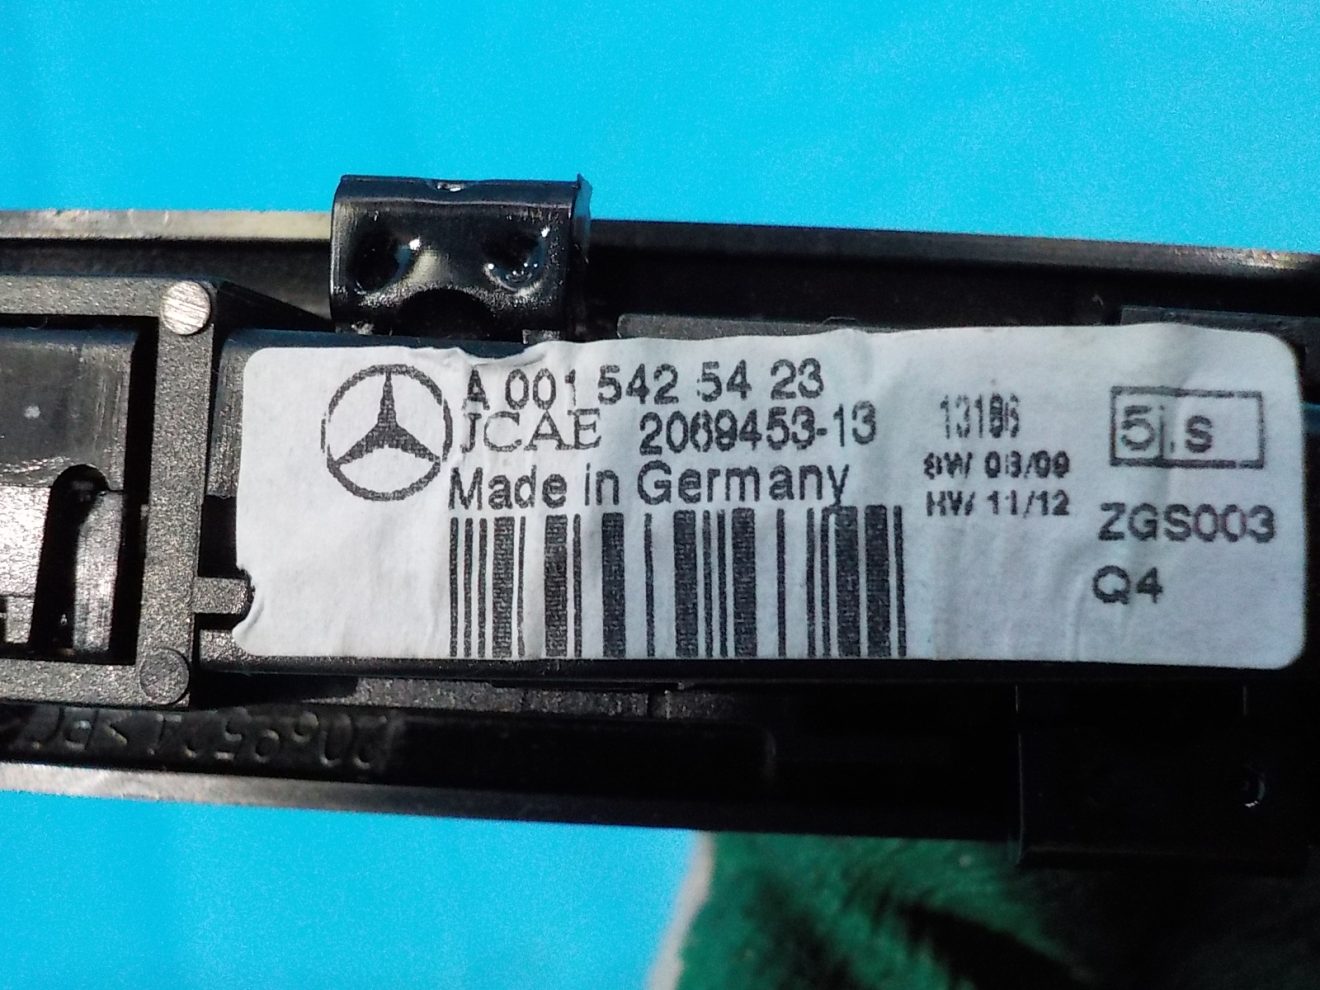 A 001 542 54 23
JCAE 2069453-13
Made in Germany
13186
SW 08/09
HW 11/12
5j.s
ZGS003
Q4